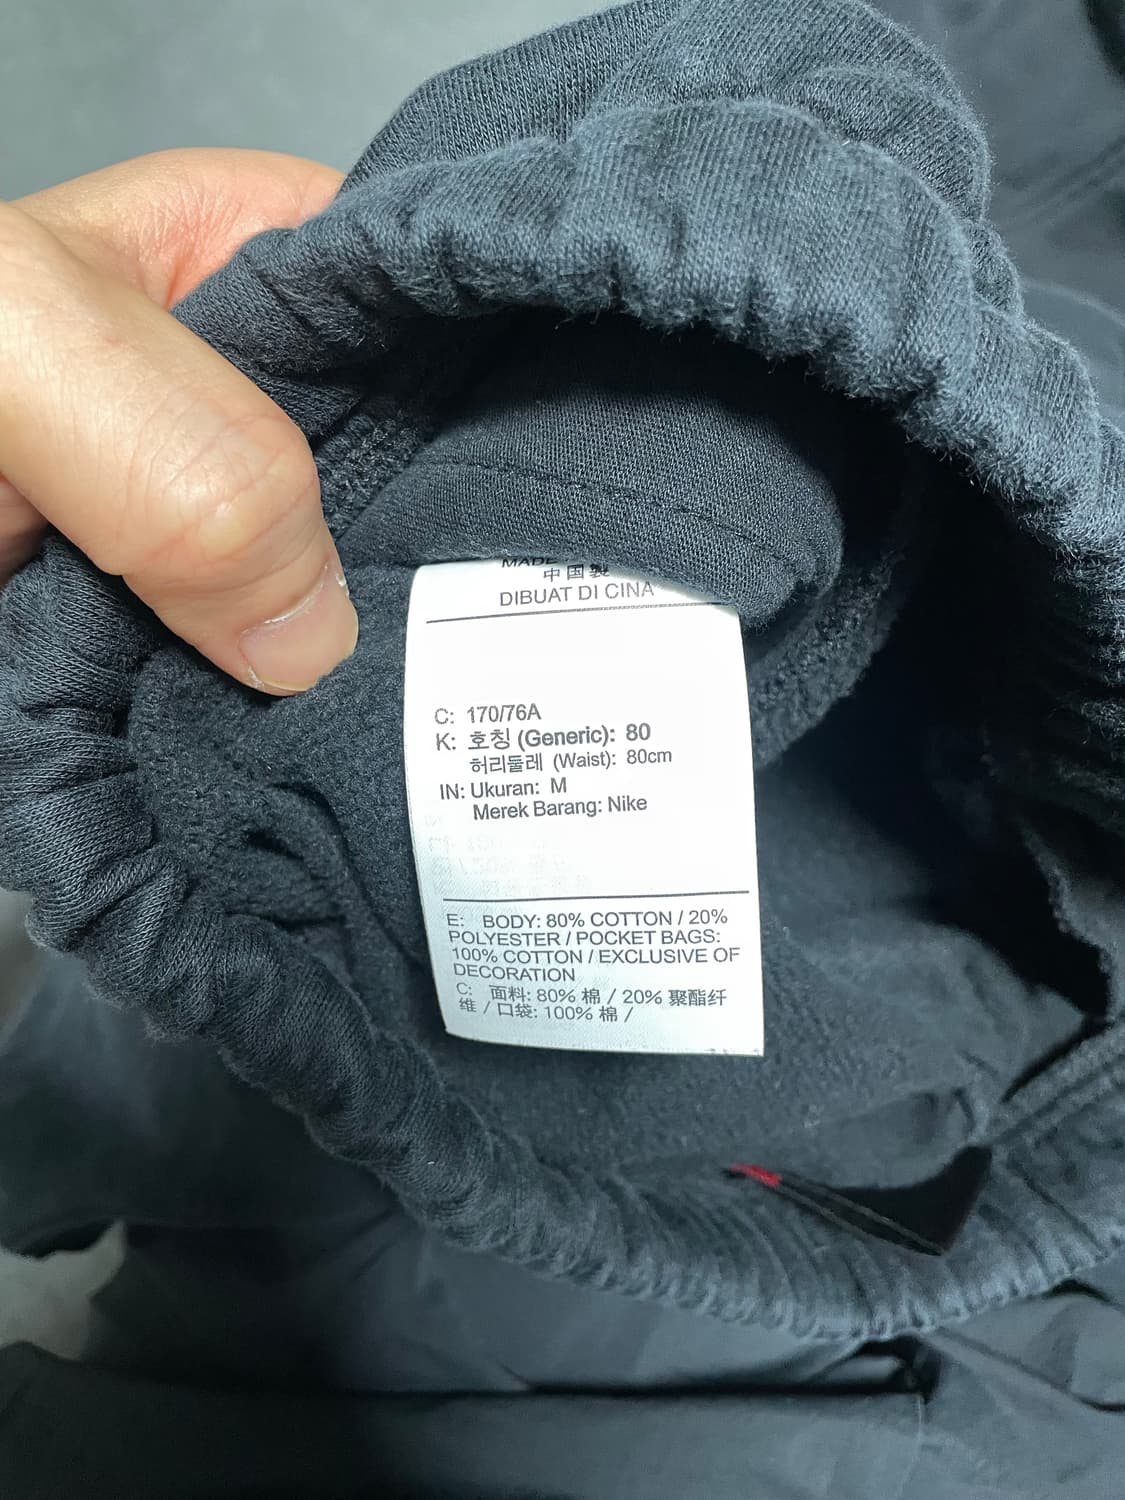 MADE
中国製
DIBUAT DI CINA
C: 170/76A
K: 호칭 (Generic): 80
허리둘레 (Waist): 80cm
IN: Ukuran: M
Merek Barang: Nike
E: BODY: 80% COTTON / 20%
POLYESTER / POCKET BAGS:
100% COTTON / EXCLUSIVE OF
DECORATION
C: 面料: 80% 棉 / 20% 聚酯纤
维 / 口袋: 100% 棉 /